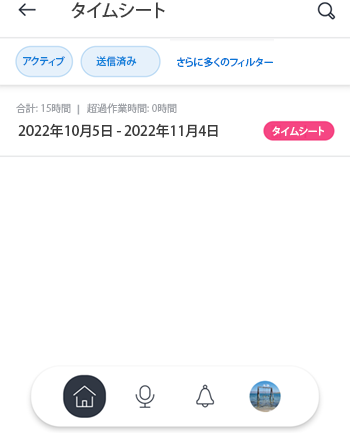 タイムシート
アクティブ 送信済み さらに多くのフィルター
合計: 15時間 | 超過作業時間: 0時間
2022年10月5日 - 2022年11月4日 タイムシート